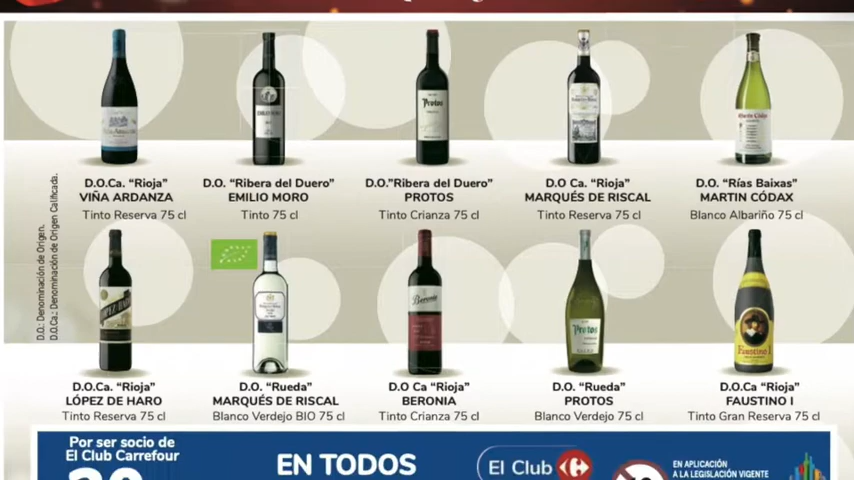 D.O.Ca. “Rioja”
VIÑA ARDANZA
Tinto Reserva 75 cl
D.O. “Ribera del Duero”
EMILIO MORO
Tinto 75 cl
D.O.”Ribera del Duero”
PROTOS
Tinto Crianza 75 cl
D.O Ca. “Rioja”
MARQUÉS DE RISCAL
Tinto Reserva 75 cl
D.O. “Rías Baixas”
MARTIN CÓDAX
Blanco Albariño 75 cl
D.O.: Denominación de Origen.
D.O.Ca.: Denominación de Origen Calificada.
Protos
Martín Códax
D.O.Ca. “Rioja”
LÓPEZ DE HARO
Tinto Reserva 75 cl
D.O. “Rueda”
MARQUÉS DE RISCAL
Blanco Verdejo BIO 75 cl
D.O Ca “Rioja”
BERONIA
Tinto Crianza 75 cl
D.O. “Rueda”
PROTOS
Blanco Verdejo 75 cl
D.O.Ca “Rioja”
FAUSTINO I
Tinto Gran Reserva 75 cl
Beronia
Protos
Faustino I
Por ser socio de
El Club Carrefour
EN TODOS
El Club
EN APLICACIÓN
A LA LEGISLACIÓN VIGENTE